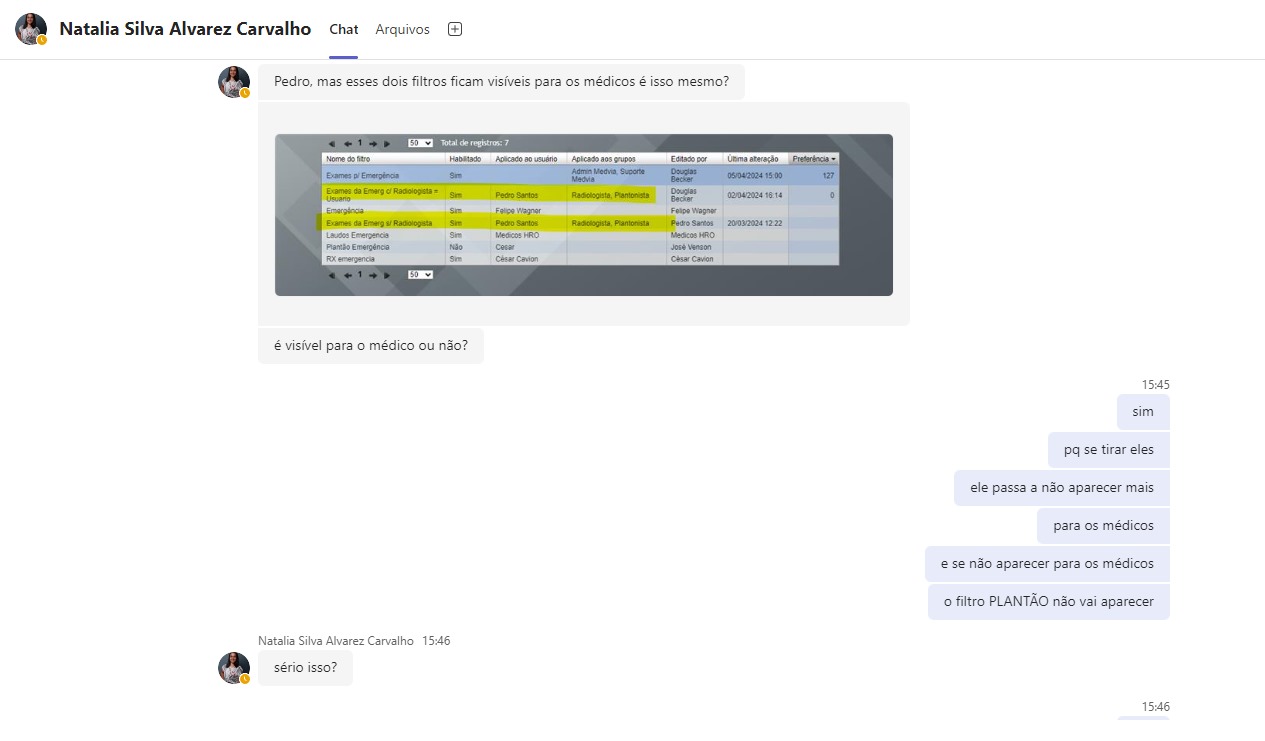 Natalia Silva Alvarez Carvalho Chat Arquivos
Pedro, mas esses dois filtros ficam visíveis para os médicos é isso mesmo?
1 50 Total de registros: 7
Nome do filtro Habilitado Aplicado ao usuário Aplicado aos grupos Editado por Última alteração Preferência
Exames p/ Emergência Sim Admin Medvia, Suporte Medvia Douglas Becker 05/04/2024 15:00 127
Exames da Emerg c/ Radiologista = Usuario Sim Pedro Santos Radiologista, Plantonista Douglas Becker 02/04/2024 16:14 0
Emergência Sim Felipe Wagner Felipe Wagner
Exames da Emerg s/ Radiologista Sim Pedro Santos Radiologista, Plantonista Pedro Santos 20/03/2024 12:22
Laudos Emergencia Sim Medicos HRO Medicos HRO
Plantão Emergência Não Cesar José Venson
RX emergencia Sim César Cavion César Cavion
1 50
é visível para o médico ou não?
15:45
sim
pq se tirar eles
ele passa a não aparecer mais
para os médicos
e se não aparecer para os médicos
o filtro PLANTÃO não vai aparecer
Natalia Silva Alvarez Carvalho 15:46
sério isso?
15:46